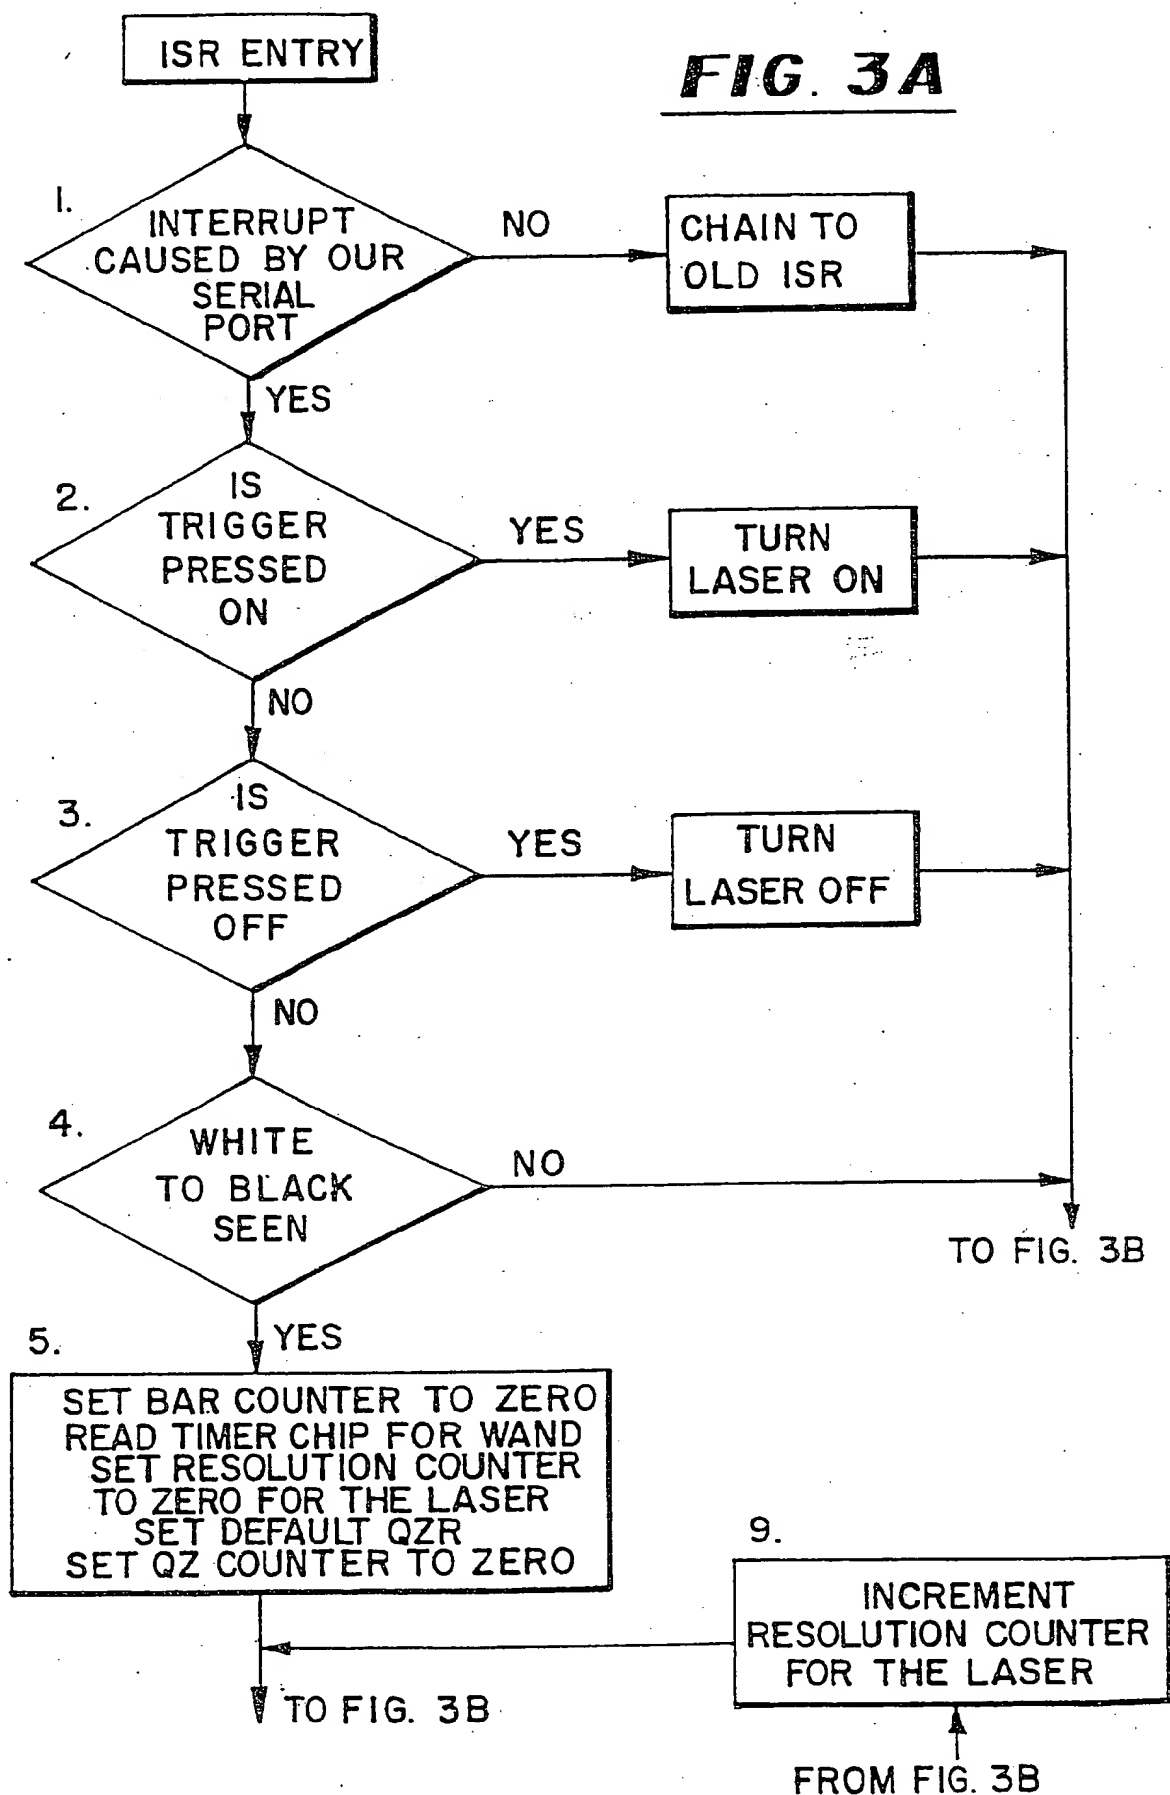 ISR ENTRY
FIG. 3A
1.
INTERRUPT
CAUSED BY OUR
SERIAL
PORT
NO
CHAIN TO
OLD ISR
YES
2.
IS
TRIGGER
PRESSED
ON
YES
TURN
LASER ON
NO
3.
IS
TRIGGER
PRESSED
OFF
YES
TURN
LASER OFF
NO
4.
WHITE
TO BLACK
SEEN
NO
TO FIG. 3B
YES
5.
SET BAR COUNTER TO ZERO
READ TIMER CHIP FOR WAND
SET RESOLUTION COUNTER
TO ZERO FOR THE LASER
SET DEFAULT QZR
SET QZ COUNTER TO ZERO
9.
INCREMENT
RESOLUTION COUNTER
FOR THE LASER
TO FIG. 3B
FROM FIG. 3B